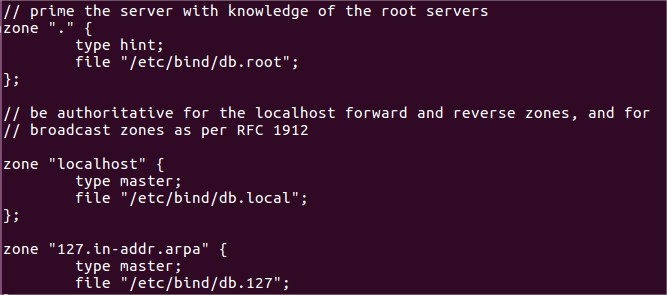 // prime the server with knowledge of the root servers
zone "." {
        type hint;
        file "/etc/bind/db.root";
};

// be authoritative for the localhost forward and reverse zones, and for
// broadcast zones as per RFC 1912

zone "localhost" {
        type master;
        file "/etc/bind/db.local";
};

zone "127.in-addr.arpa" {
        type master;
        file "/etc/bind/db.127";